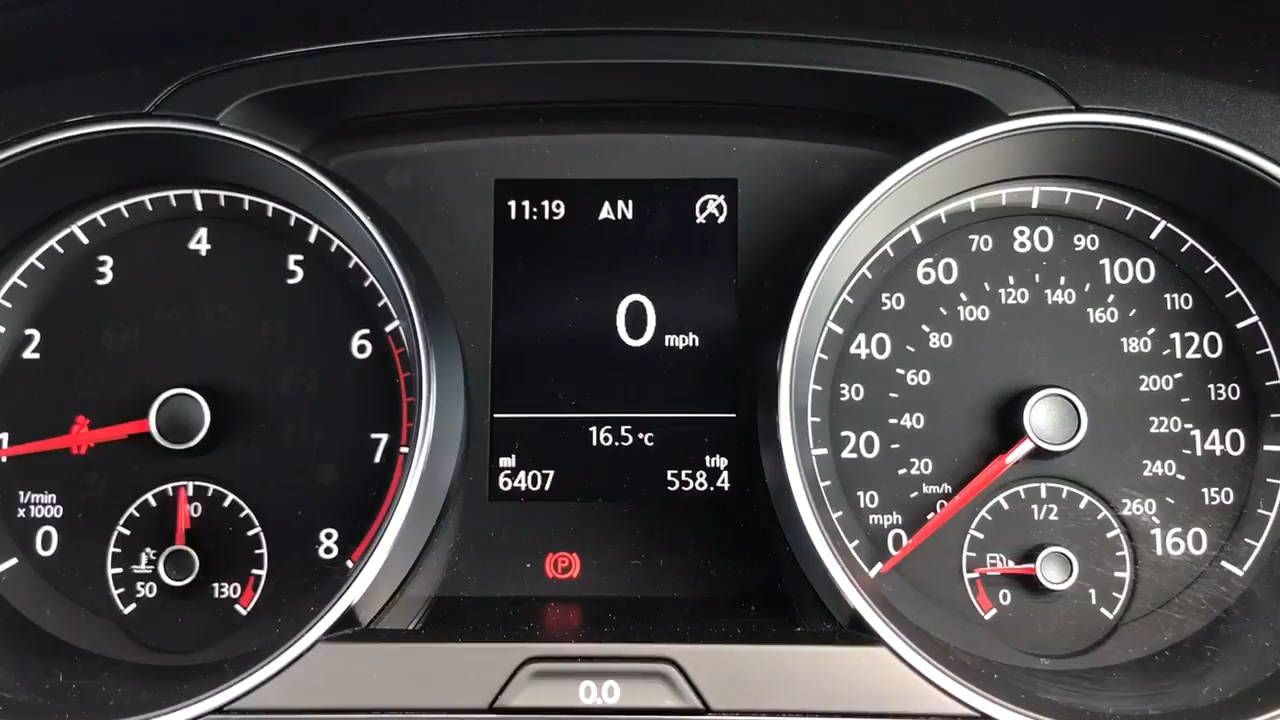 11:19 AN
0 mph
16.5 °C
mi trip
6407 558.4
1 2 3 4 5 6 7 8
1/min
x 1000
0
50 90 130
°C
0 10 20 30 40 50 60 70 80 90 100 110 120 130 140 150 160
mph
0 20 40 60 80 100 120 140 160 180 200 220 240 260
km/h
0 1/2 1
P
0.0